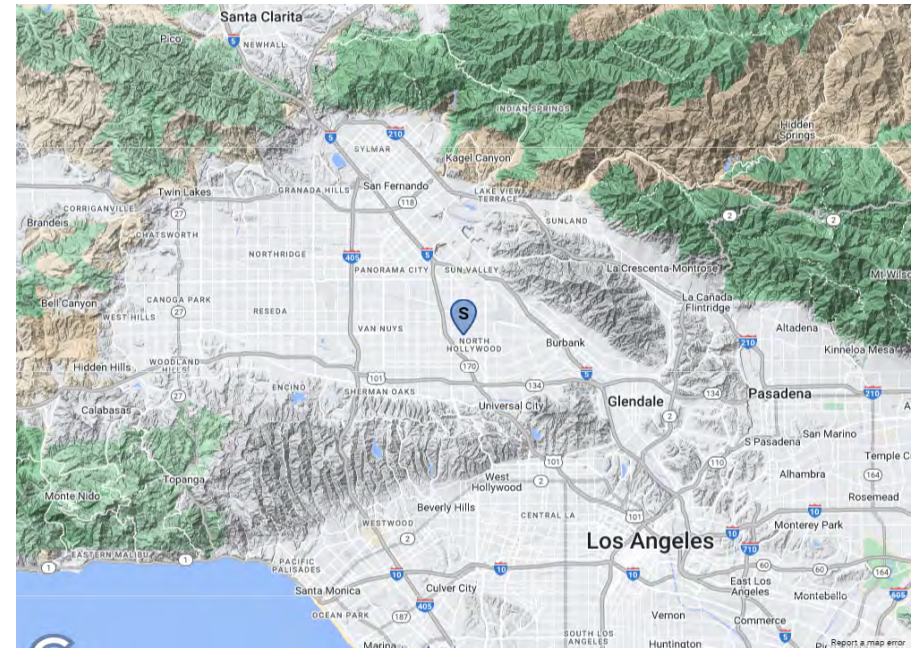 Santa Clarita
Pico
5
NEWHALL
INDIAN SPRINGS
Hidden
Springs
5
210
SYLMAR
Kagel Canyon
San Fernando
GRANADA HILLS
Twin Lakes
LAKE VIEW
TERRACE
118
CORRIGANVILLE
27
Brandeis
SUNLAND
2
2
CHATSWORTH
NORTHRIDGE
405
5
PANORAMA CITY
SUN VALLEY
La Crescenta-Montrose
Mt Wilso
Bell Canyon
CANOGA PARK
La Cañada
Flintridge
WEST HILLS
27
RESEDA
S
VAN NUYS
Altadena
NORTH
HOLLYWOOD
Burbank
210
Kinneloa Mesa
Hidden Hills
WOODLAND
HILLS
170
101
134
5
ENCINO
SHERMAN OAKS
27
134
Pasadena
210
Calabasas
Universal City
Glendale
A
2
S Pasadena
San Marino
Temple C
101
110
Topanga
West
Hollywood
2
Alhambra
164
Monte Nido
Rosemead
Beverly Hills
CENTRAL LA
101
10
WESTWOOD
Monterey Park
2
Los Angeles
10
710
EASTERN MALIBU
1
1
PACIFIC
PALISADES
10
10
10
60
60
164
Santa Monica
Culver City
East Los
Angeles
Montebello
605
405
OCEAN PARK
187
Vernon
Commerce
SOUTH LOS
ANGELES
5
Marina
Huntington
Pi
Report a map error